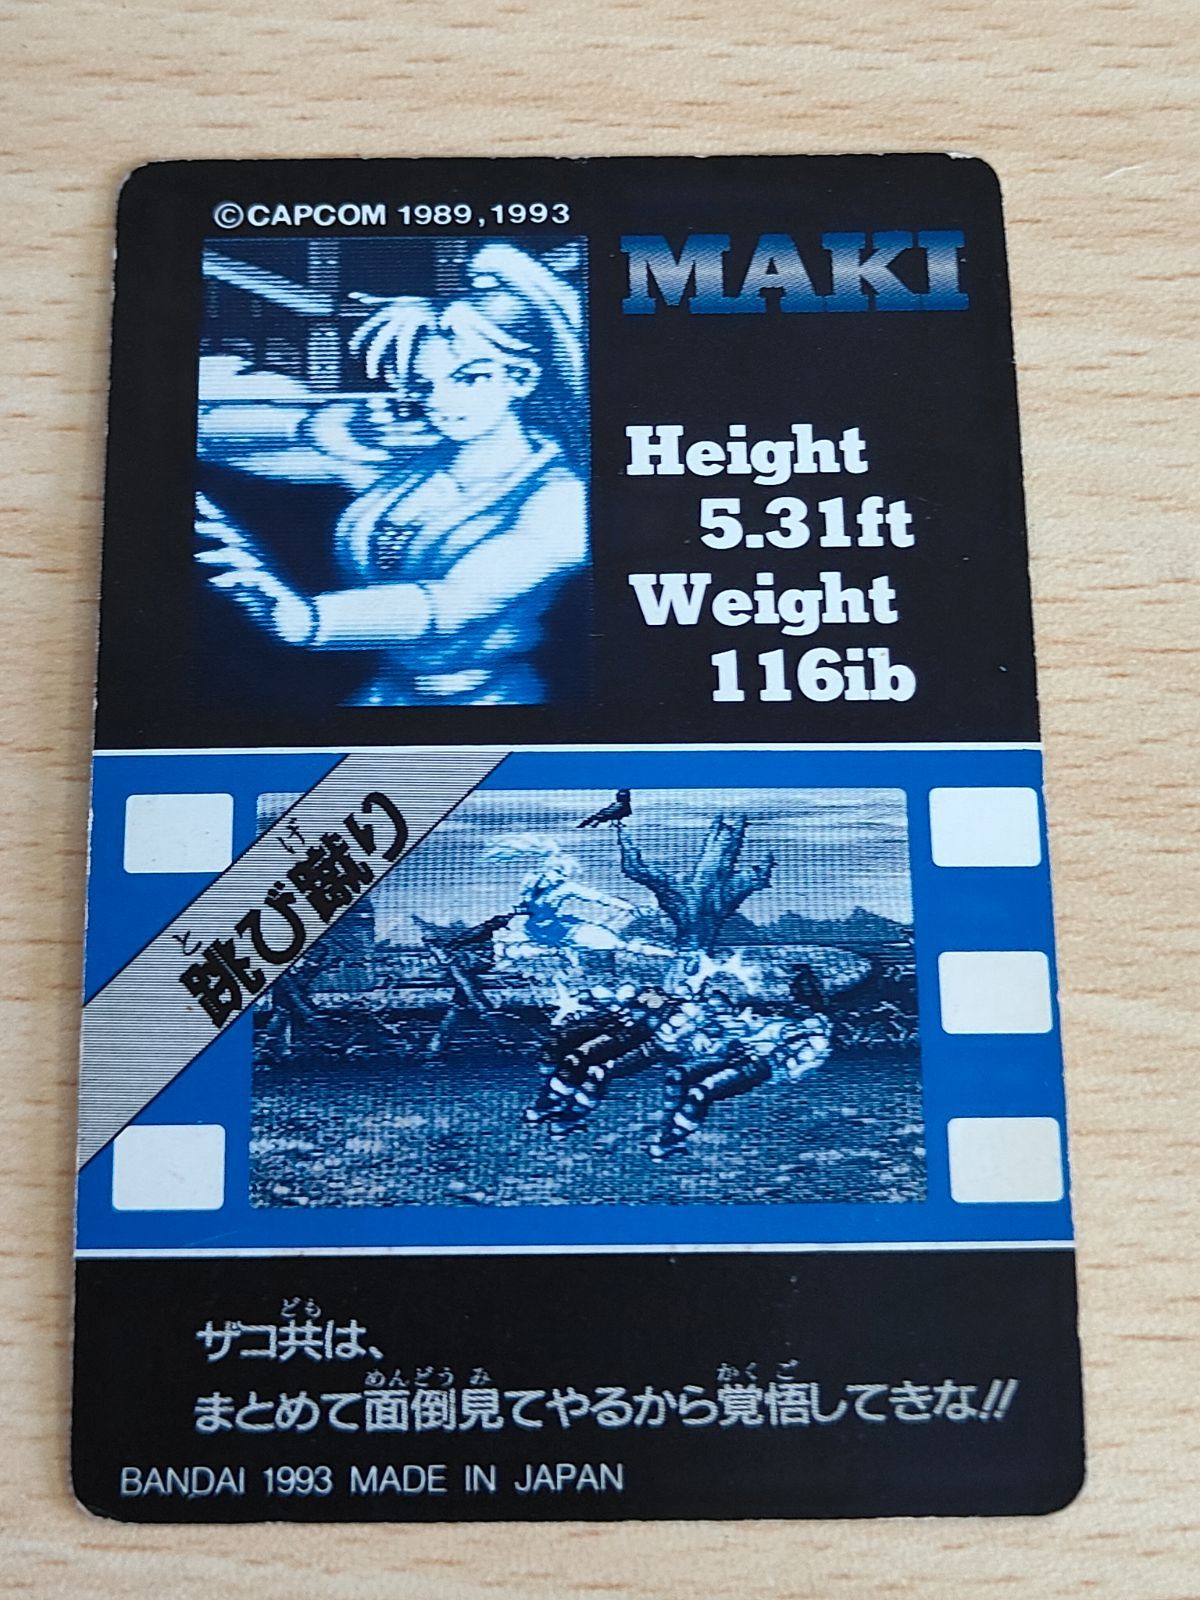 ©CAPCOM 1989,1993
MAKI
Height
5.31ft
Weight
116ib
跳び蹴り
ザコ共は、
まとめて面倒見てやるから覚悟してきな!!
BANDAI 1993 MADE IN JAPAN